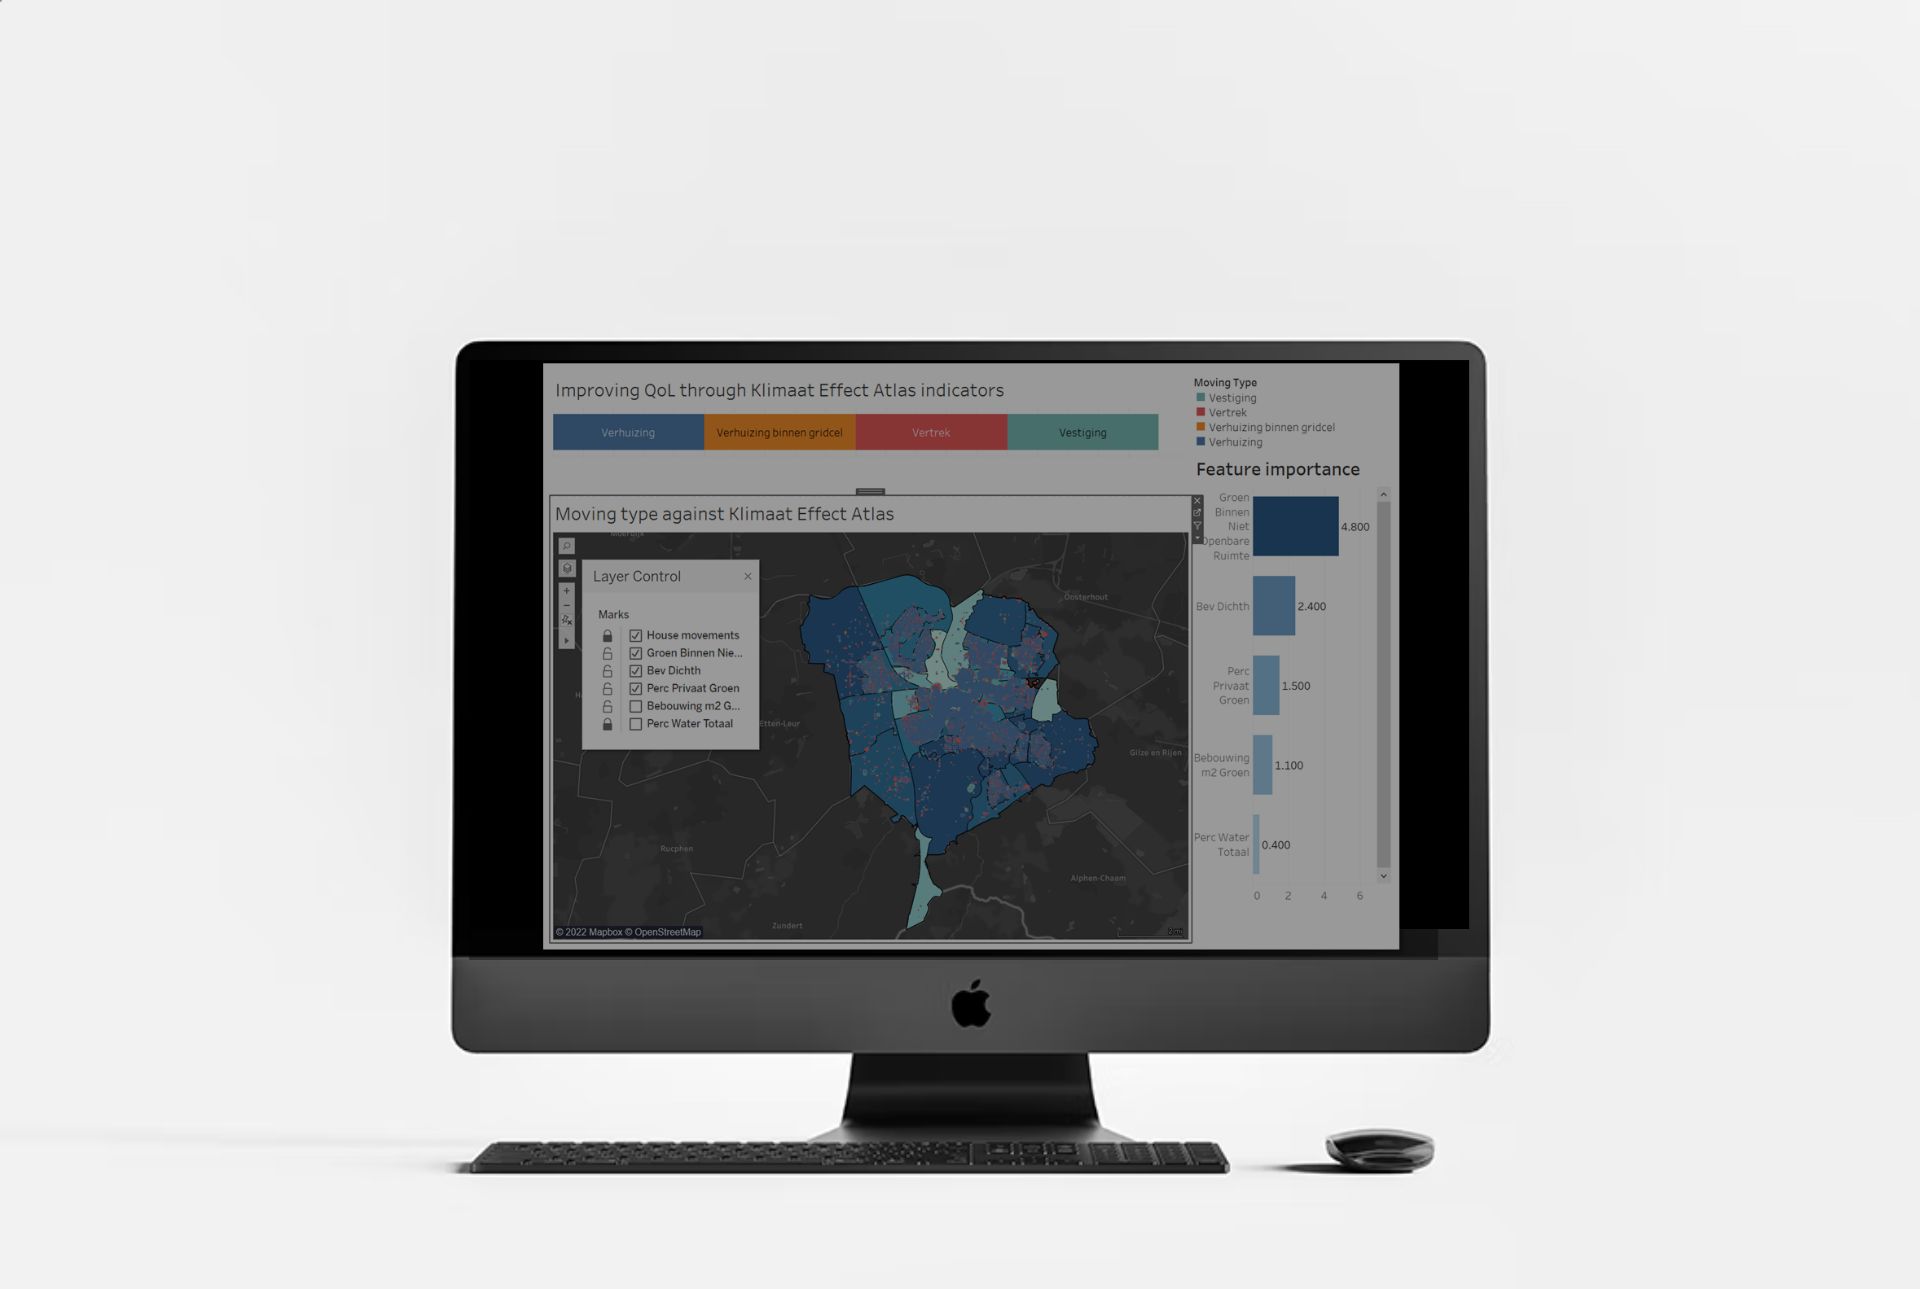 Improving QoL through Klimaat Effect Atlas indicators
Verhuizing
Verhuizing binnen gridcel
Vertrek
Vestiging
Moving Type
Vestiging
Vertrek
Verhuizing binnen gridcel
Verhuizing
Moving type against Klimaat Effect Atlas
Moerdijk
Layer Control
Marks
House movements
Groen Binnen Nie...
Bev Dichth
Perc Privaat Groen
Bebouwing m2 G...
Perc Water Totaal
Oosterhout
Etten-Leur
Gilze en Rijen
Rucphen
Alphen-Chaam
Zundert
© 2022 Mapbox © OpenStreetMap
2 mi
Feature importance
Groen
Binnen
Niet
Openbare
Ruimte
4.800
Bev Dichth
2.400
Perc
Privaat
Groen
1.500
Bebouwing
m2 Groen
1.100
Perc Water
Totaal
0.400
0 2 4 6